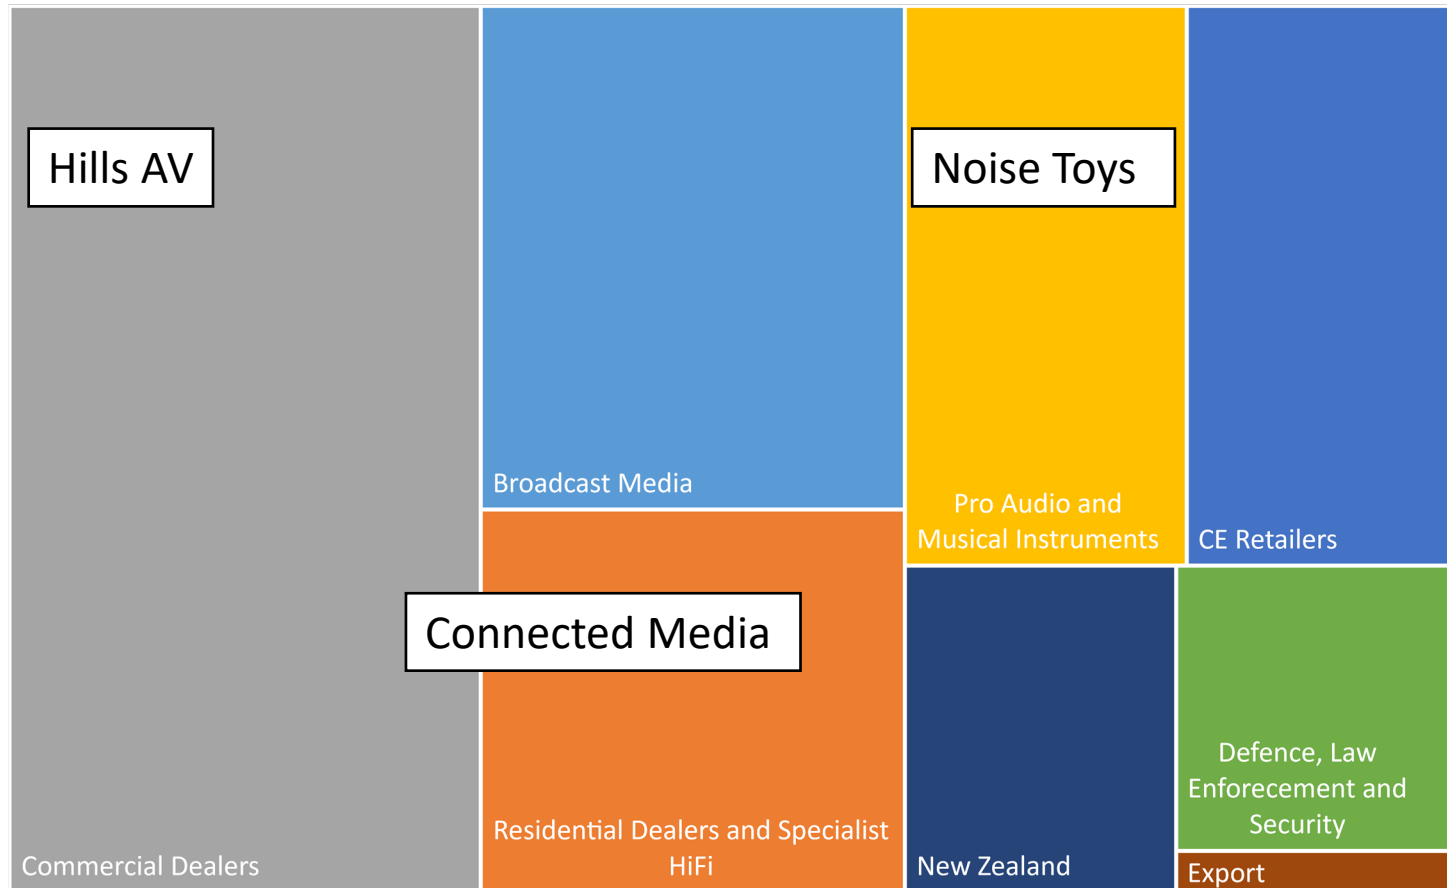 Hills AV
Noise Toys
Broadcast Media
Pro Audio and
Musical Instruments
CE Retailers
Connected Media
Commercial Dealers
Residential Dealers and Specialist
HiFi
New Zealand
Defence, Law
Enforecement and
Security
Export